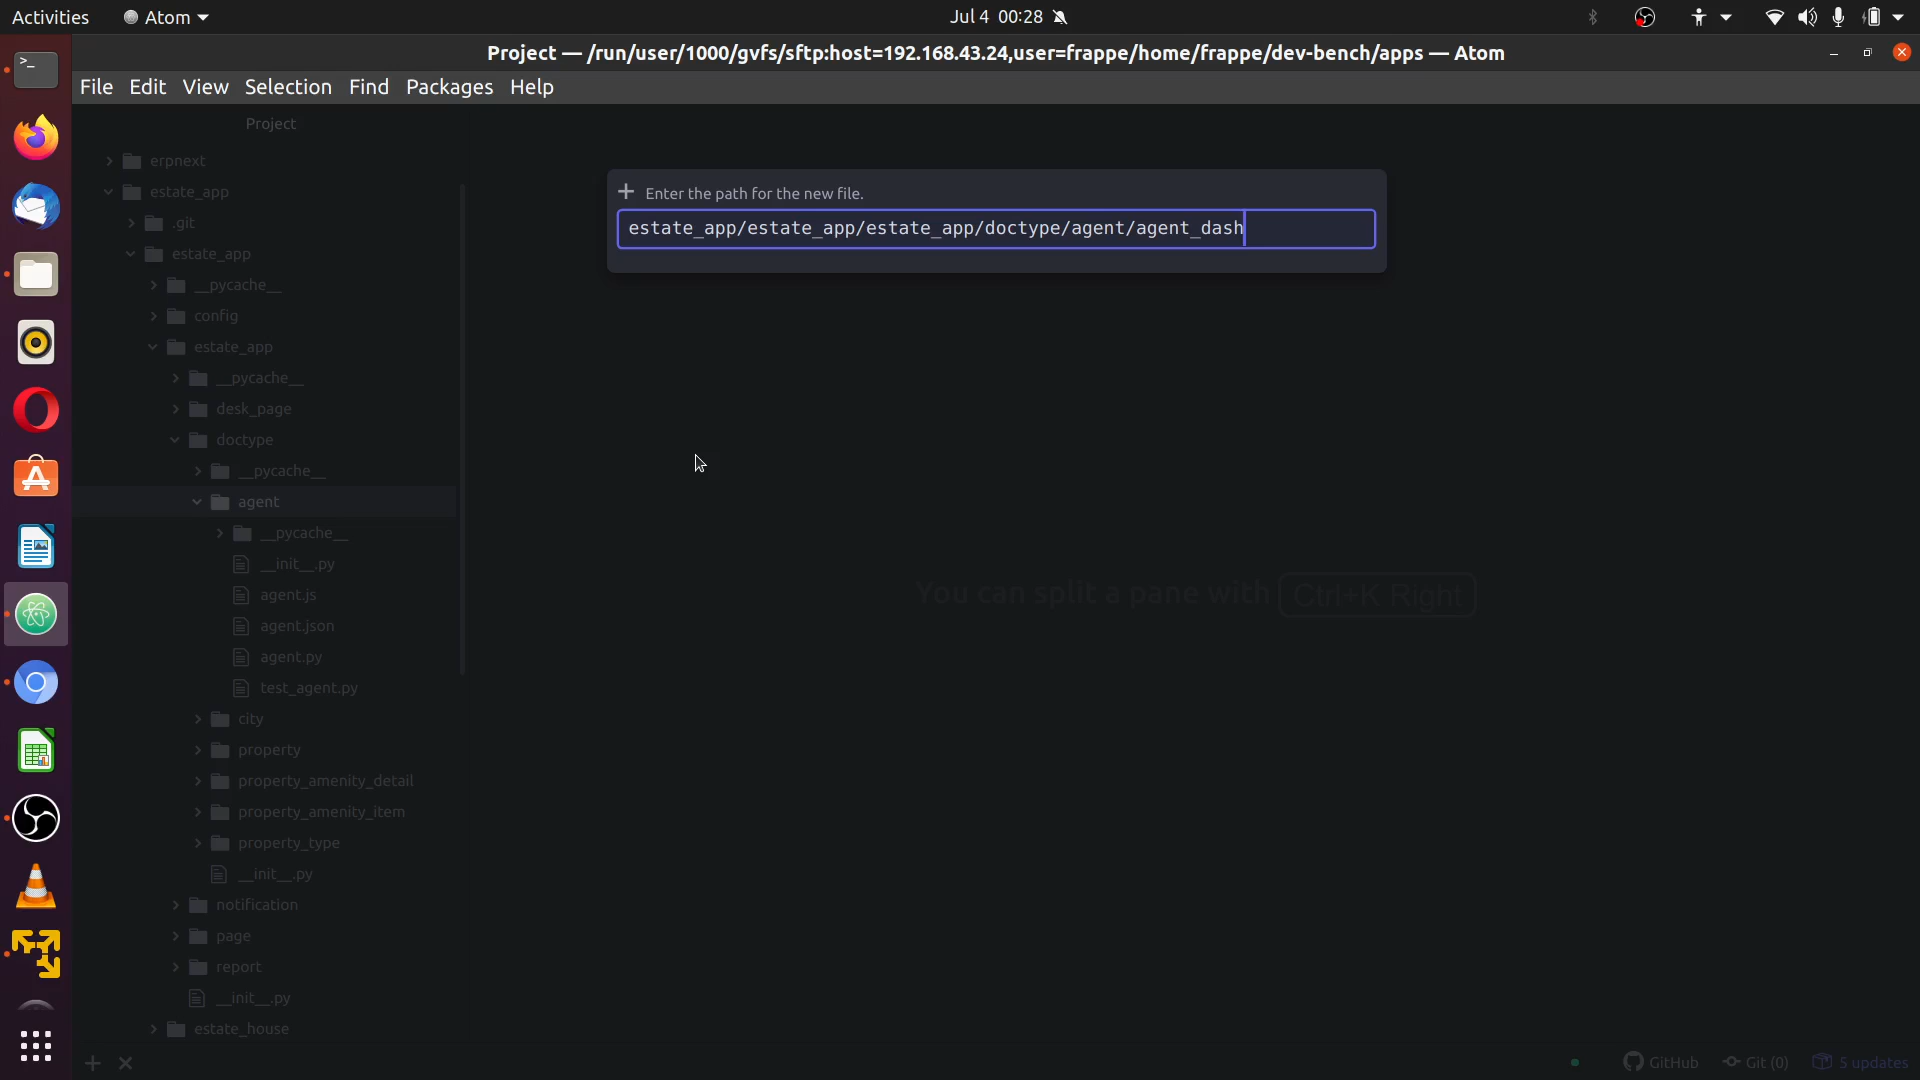 Activities
Atom
Jul 4 00:28
Project — /run/user/1000/gvfs/sftp:host=192.168.43.24,user=frappe/home/frappe/dev-bench/apps — Atom
File Edit View Selection Find Packages Help
Project
erpnext
estate_app
.git
estate_app
__pycache__
config
estate_app
__pycache__
desk_page
doctype
__pycache__
agent
__pycache__
__init__.py
agent.js
agent.json
agent.py
test_agent.py
city
property
property_amenity_detail
property_amenity_item
property_type
__init__.py
notification
page
report
__init__.py
estate_house
Enter the path for the new file.
estate_app/estate_app/estate_app/doctype/agent/agent_dash
You can split a pane with Ctrl+K Right
GitHub
Git (0)
5 updates